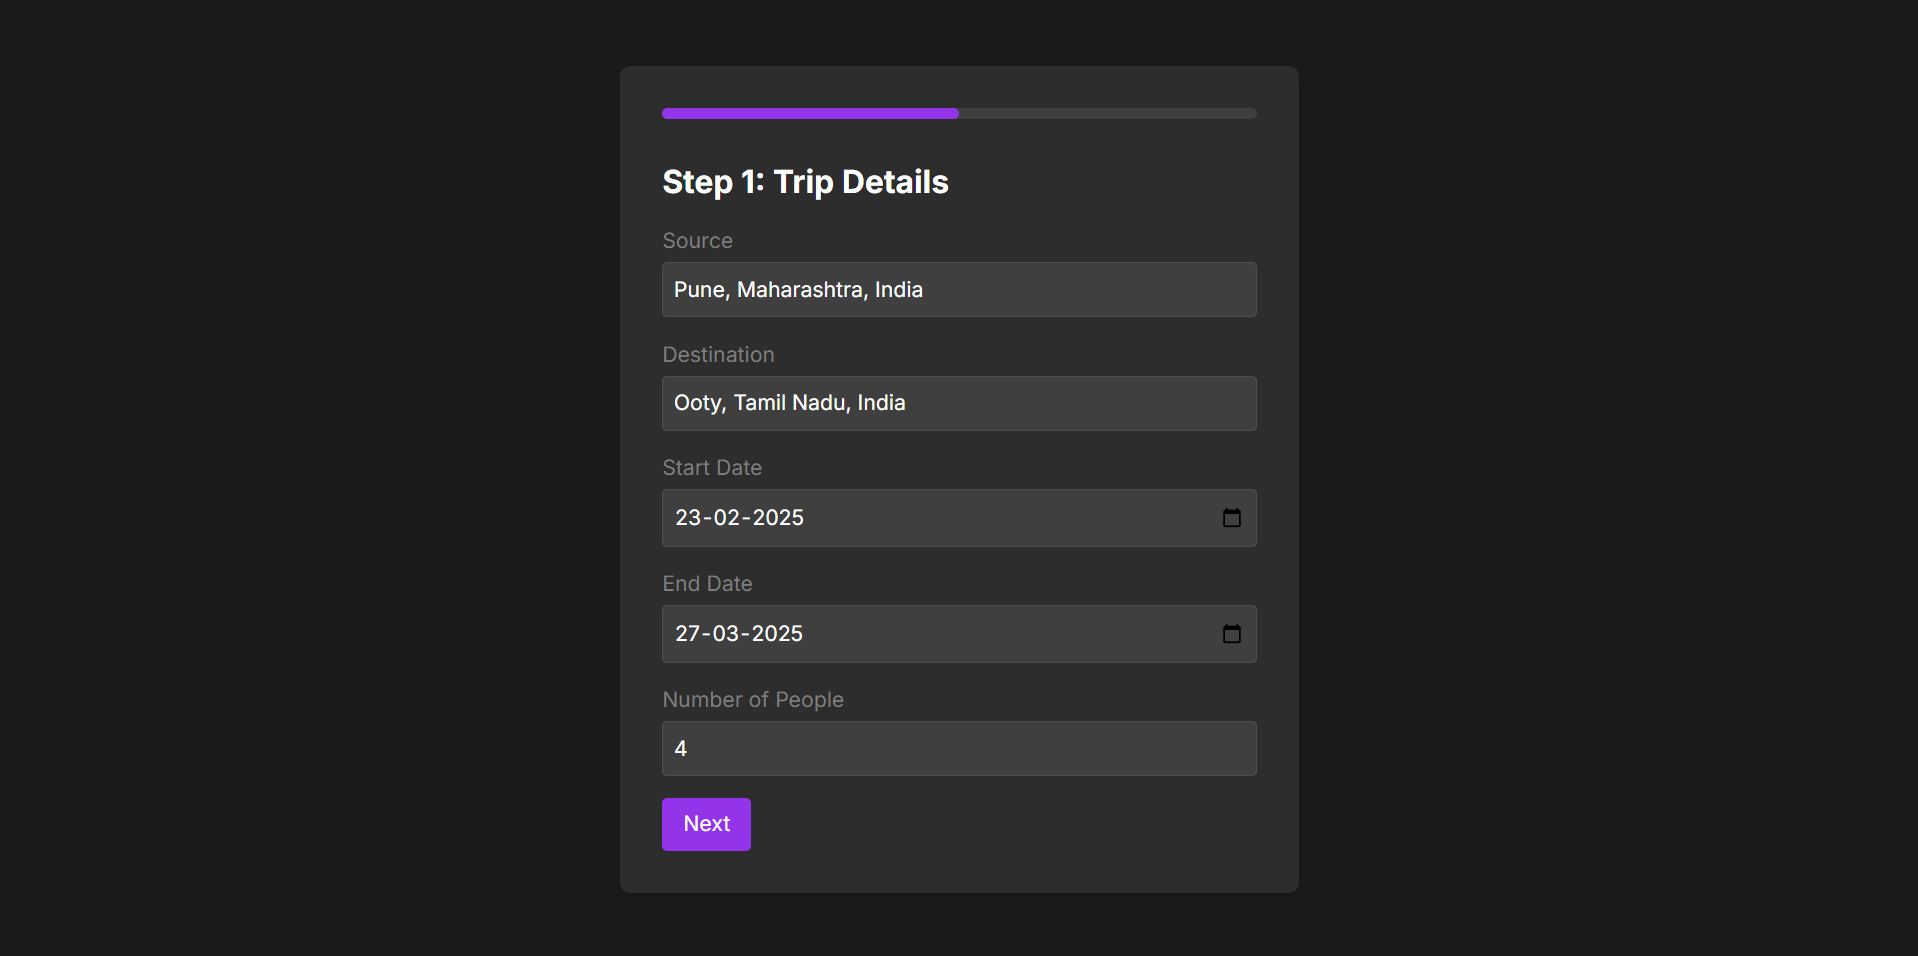 Step 1: Trip Details
Source
Pune, Maharashtra, India
Destination
Ooty, Tamil Nadu, India
Start Date
23-02-2025
End Date
27-03-2025
Number of People
4
Next